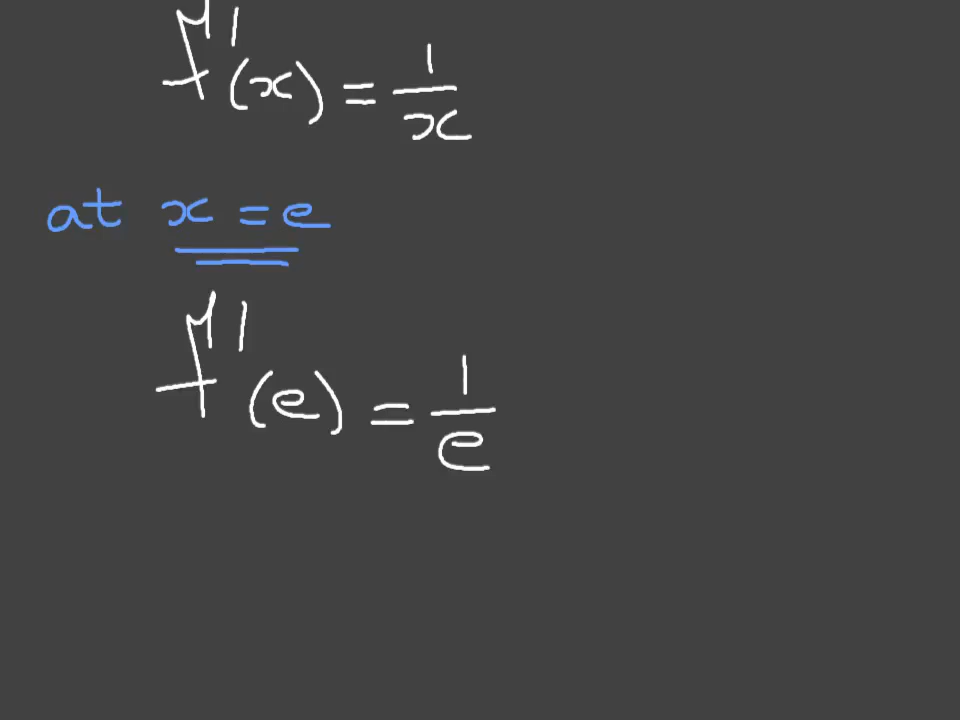 f'(x) = 1/x
at x = e
f'(e) = 1/e